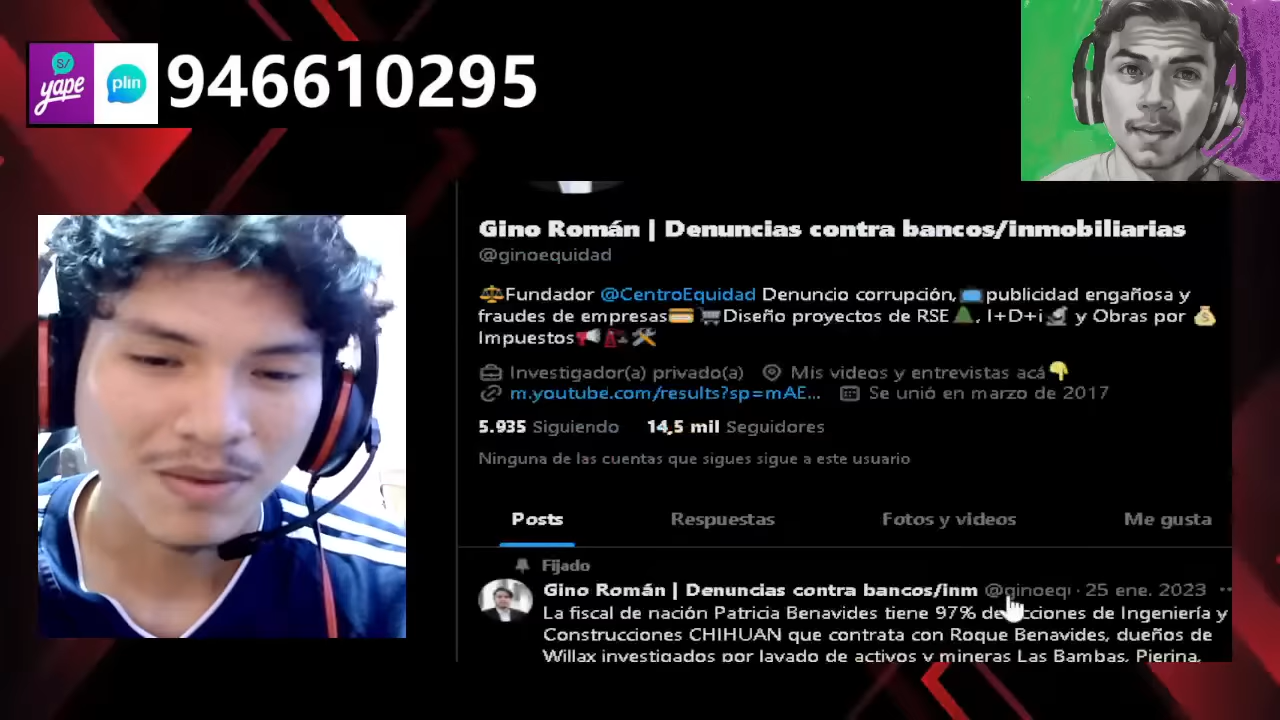 S/
yape
plin
946610295
Gino Román | Denuncias contra bancos/inmobiliarias
@ginoequidad
Fundador @CentroEquidad Denuncio corrupción, publicidad engañosa y
fraudes de empresas Diseño proyectos de RSE , I+D+i y Obras por
Impuestos
Investigador(a) privado(a) Mis videos y entrevistas acá
m.youtube.com/results?sp=mAE... Se unió en marzo de 2017
5.935 Siguiendo 14,5 mil Seguidores
Ninguna de las cuentas que sigues sigue a este usuario
Posts Respuestas Fotos y videos Me gusta
Fijado
Gino Román | Denuncias contra bancos/inm @ginoequi · 25 ene. 2023 ···
La fiscal de nación Patricia Benavides tiene 97% de Ingeniería y
Construcciones CHIHUAN que contrata con Roque Benavides, dueños de
Willax investigados por lavado de activos y mineras Las Bambas, Pierina,